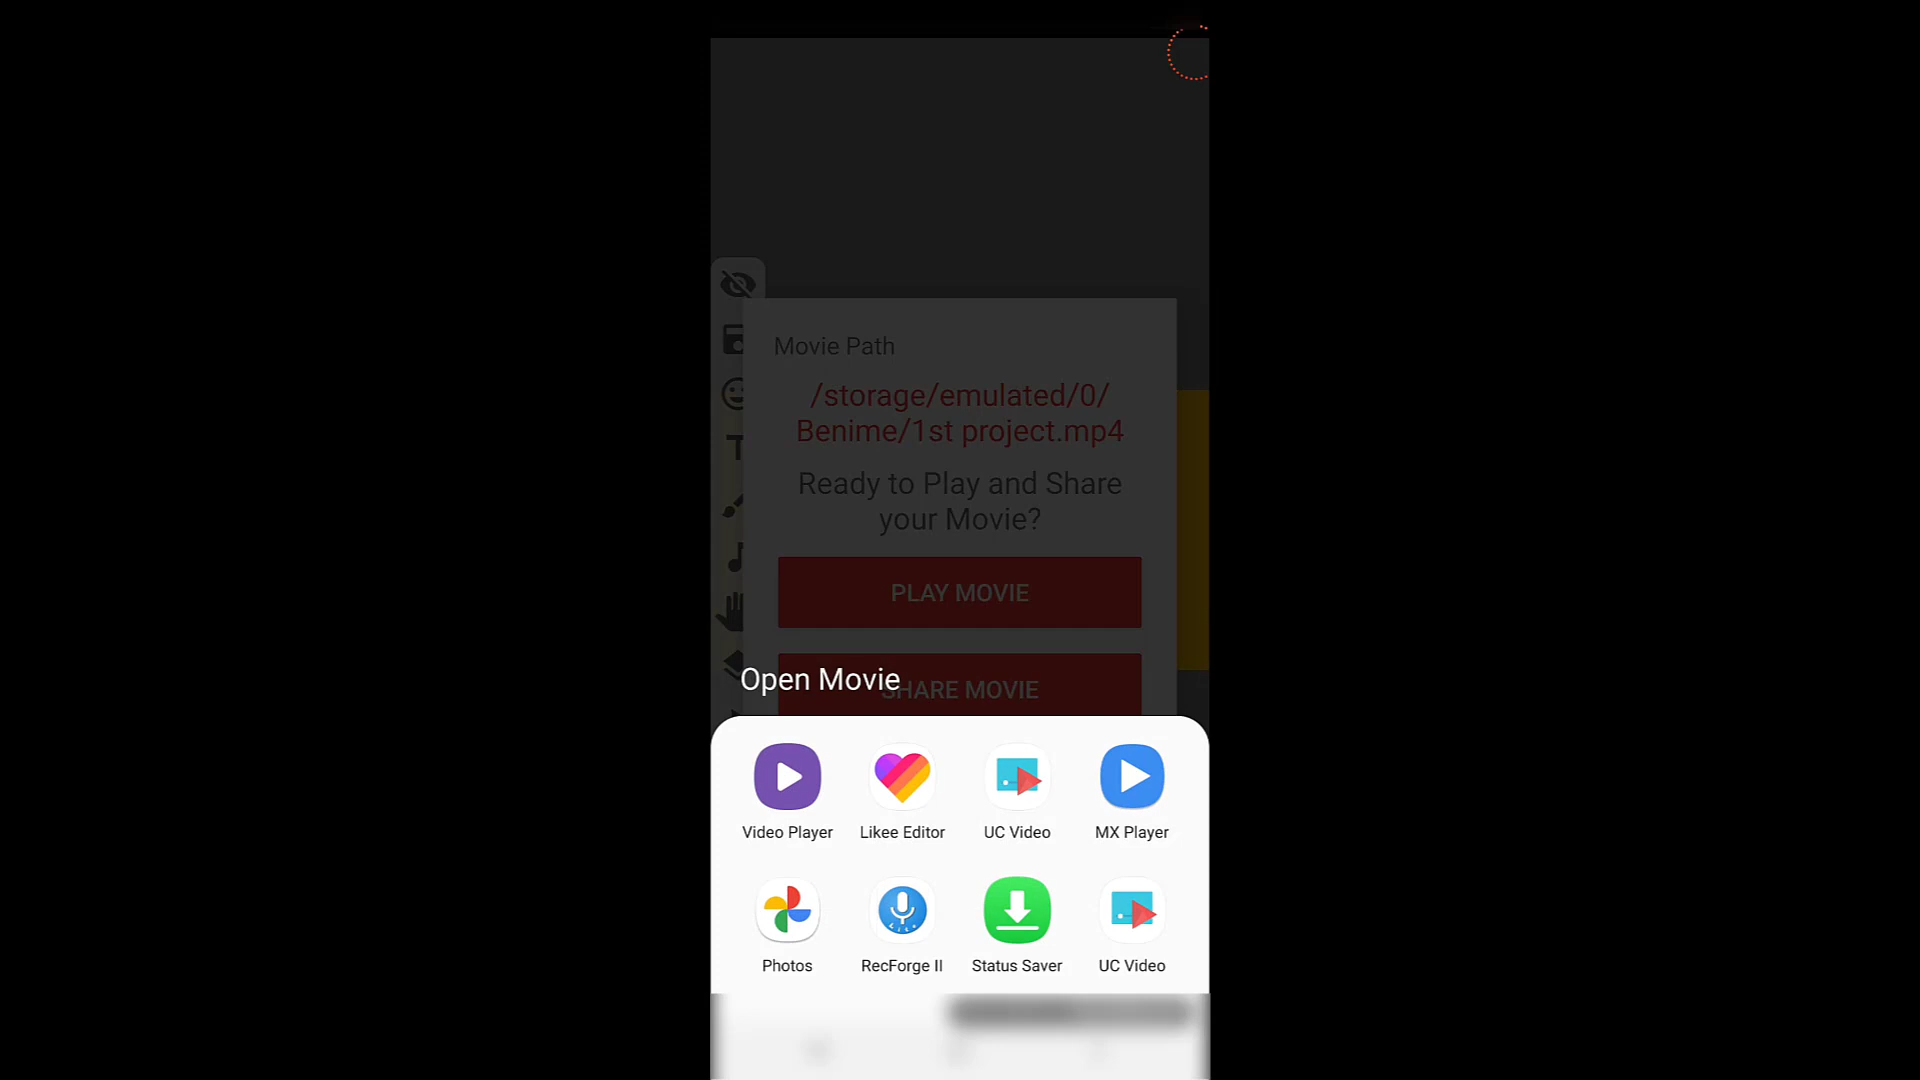 Movie Path
/storage/emulated/0/
Benime/1st project.mp4
Ready to Play and Share
your Movie?
PLAY MOVIE
SHARE MOVIE
Open Movie
Video Player
Likee Editor
UC Video
MX Player
Photos
RecForge II
Status Saver
UC Video